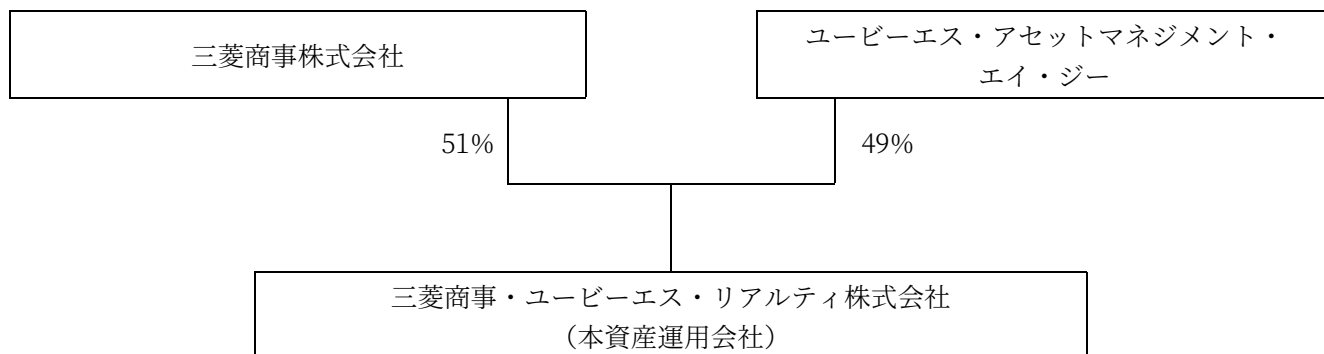 三菱商事株式会社
ユービーエス・アセットマネジメント・
エイ・ジー
51%
49%
三菱商事・ユービーエス・リアルティ株式会社
（本資産運用会社）